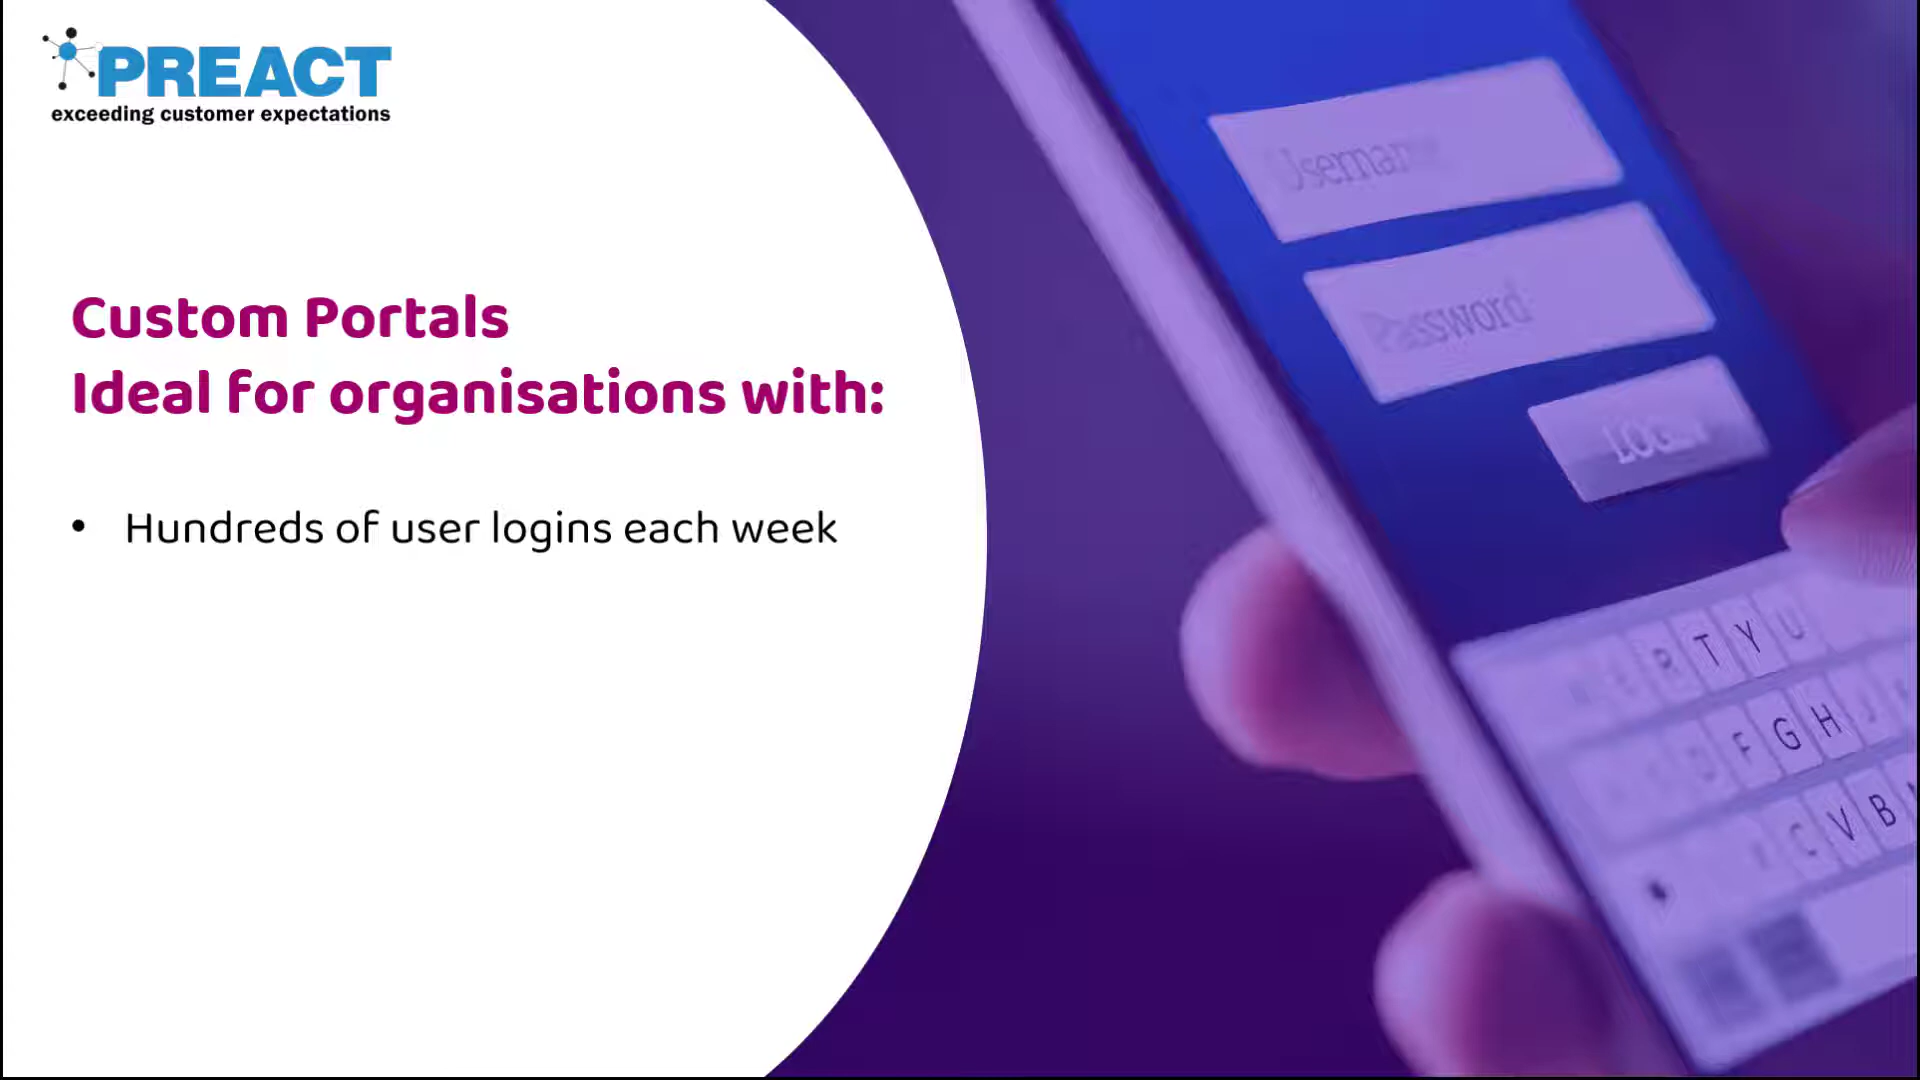 PREACT
exceeding customer expectations
Custom Portals
Ideal for organisations with:
• Hundreds of user logins each week
Password
R T Y U
F G H
C V B